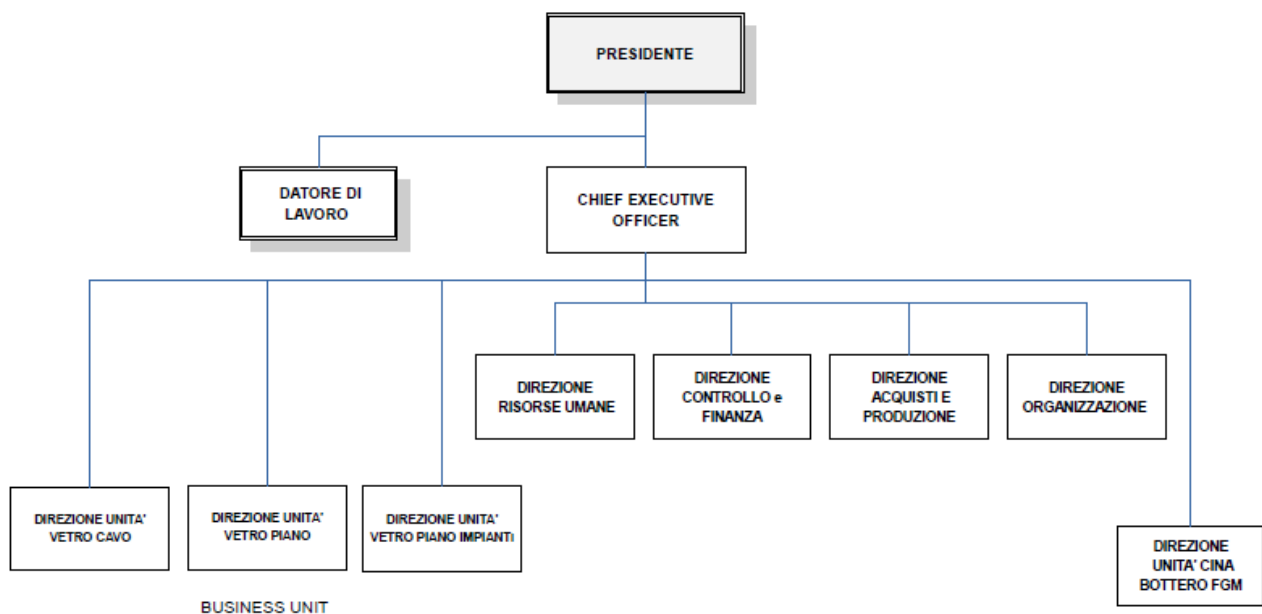 PRESIDENTE
DATORE DI
LAVORO
CHIEF EXECUTIVE
OFFICER
DIREZIONE
RISORSE UMANE
DIREZIONE
CONTROLLO e
FINANZA
DIREZIONE
ACQUISTI E
PRODUZIONE
DIREZIONE
ORGANIZZAZIONE
DIREZIONE UNITA'
VETRO CAVO
DIREZIONE UNITA'
VETRO PIANO
DIREZIONE UNITA'
VETRO PIANO IMPIANTi
DIREZIONE
UNITA' CINA
BOTTERO FGM
BUSINESS UNIT